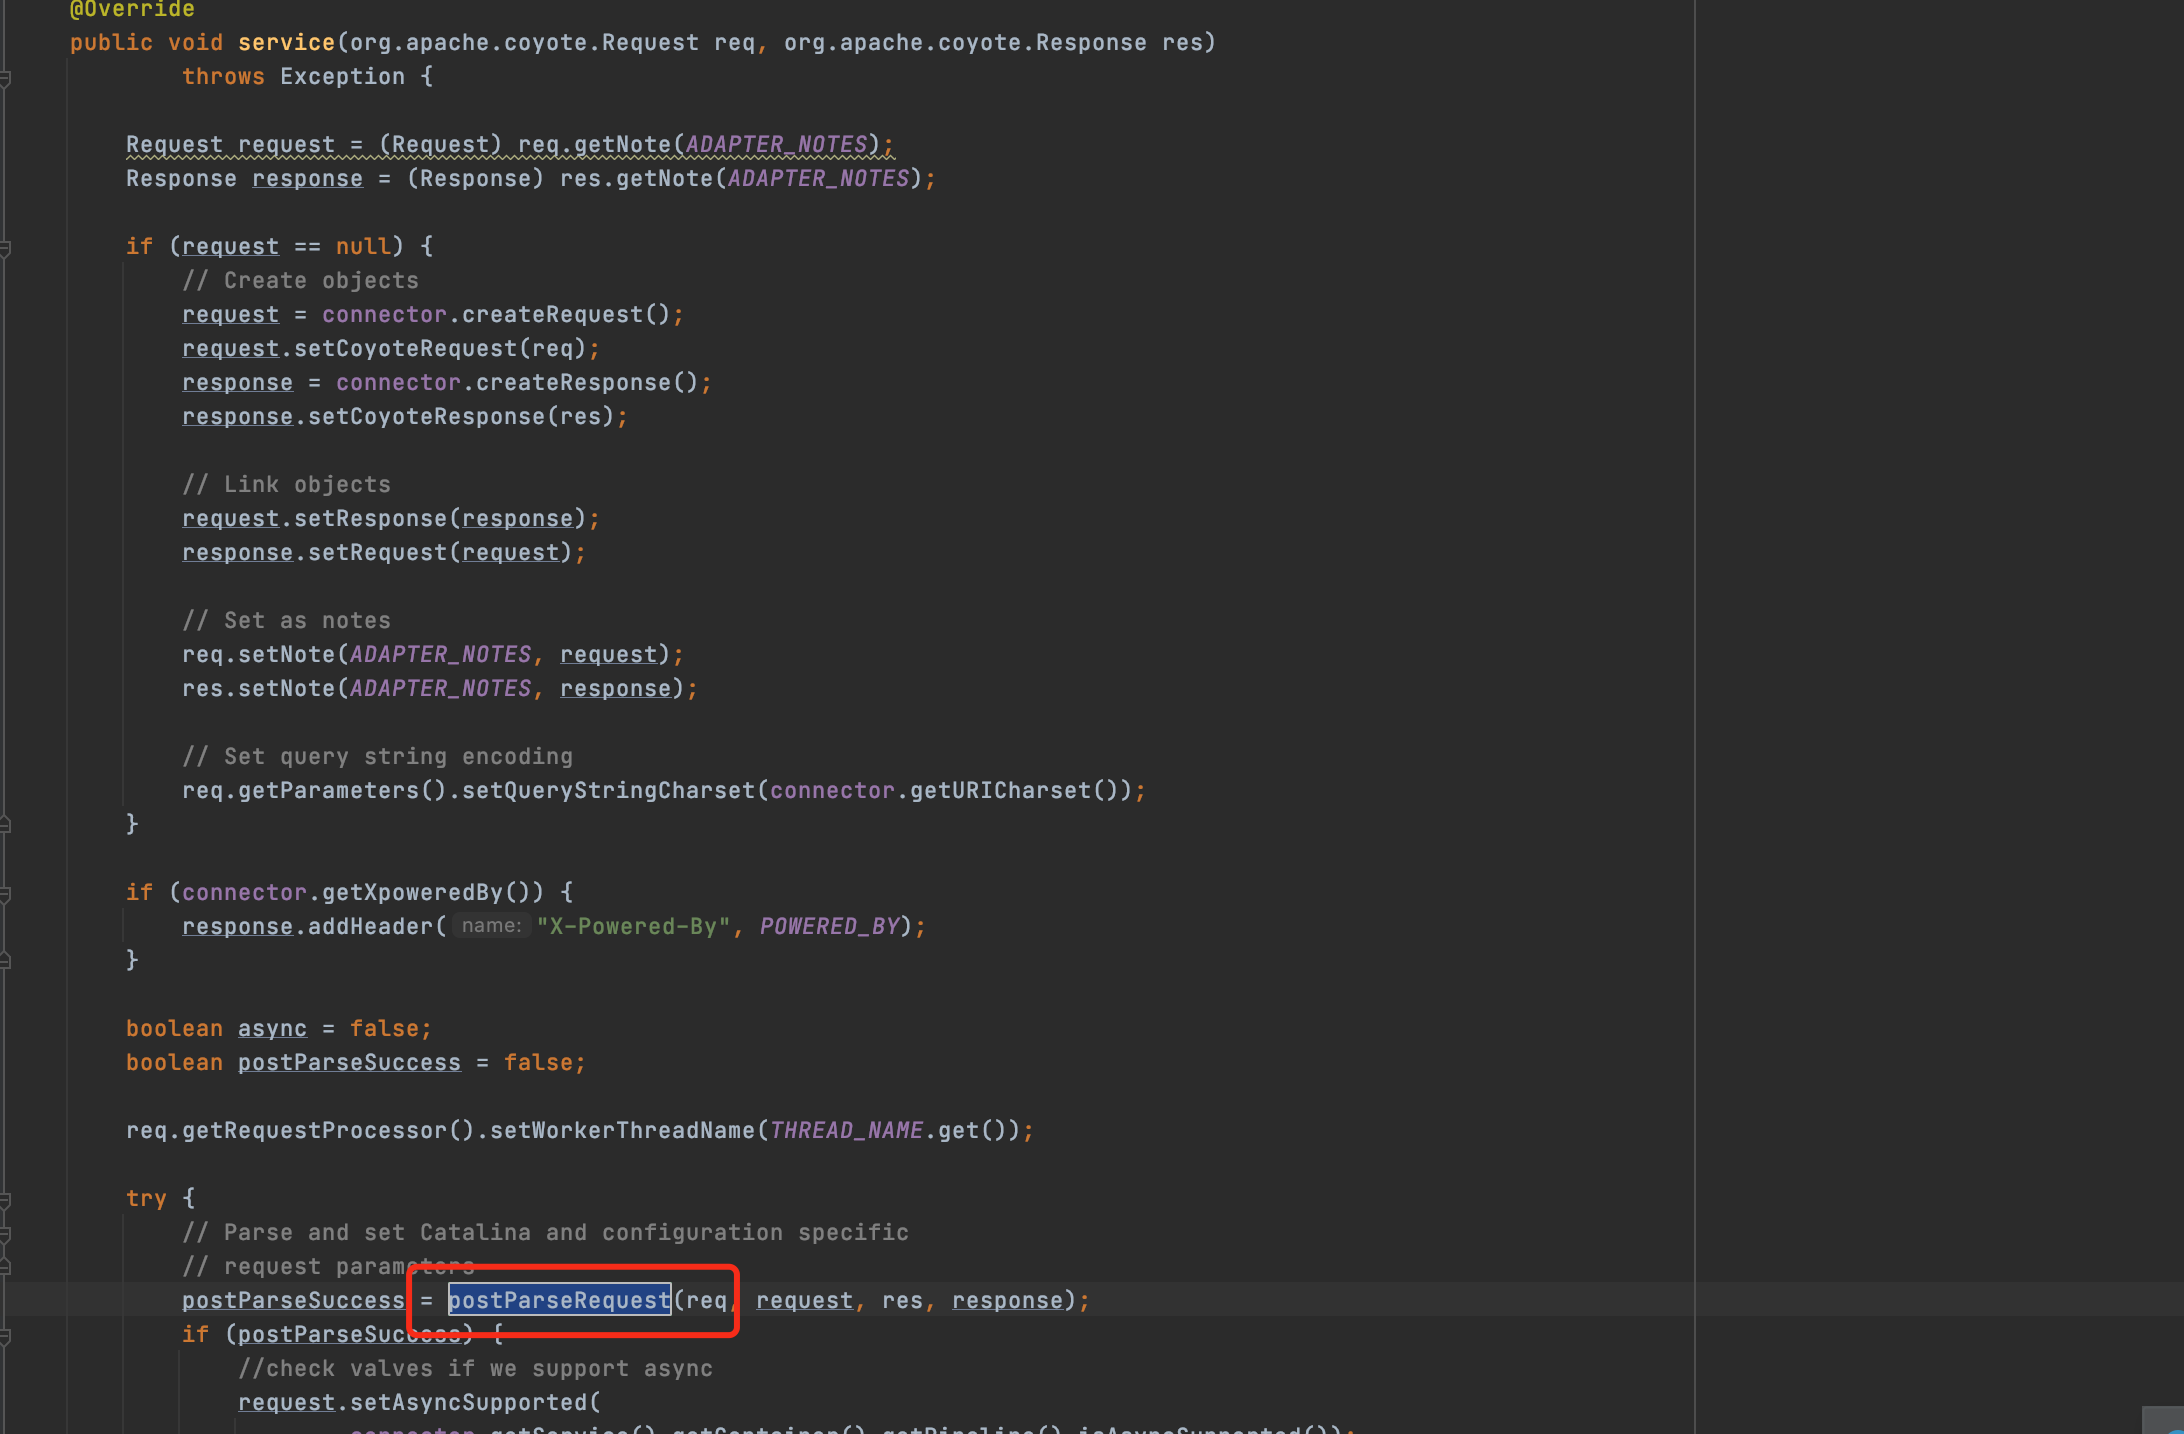 @Override
public void service(org.apache.coyote.Request req, org.apache.coyote.Response res)
throws Exception {
Request request = (Request) req.getNote(ADAPTER_NOTES);
Response response = (Response) res.getNote(ADAPTER_NOTES);
if (request == null) {
// Create objects
request = connector.createRequest();
request.setCoyoteRequest(req);
response = connector.createResponse();
response.setCoyoteResponse(res);
// Link objects
request.setResponse(response);
response.setRequest(request);
// Set as notes
req.setNote(ADAPTER_NOTES, request);
res.setNote(ADAPTER_NOTES, response);
// Set query string encoding
req.getParameters().setQueryStringCharset(connector.getURICharset());
}
if (connector.getXpoweredBy()) {
response.addHeader( name: "X-Powered-By", POWERED_BY);
}
boolean async = false;
boolean postParseSuccess = false;
req.getRequestProcessor().setWorkerThreadName(THREAD_NAME.get());
try {
// Parse and set Catalina and configuration specific
// request parameters
postParseSuccess = postParseRequest(req, request, res, response);
if (postParseSuccess) {
//check valves if we support async
request.setAsyncSupported(
connector.getService().getContainer().getPipeline().isAsyncSupported());